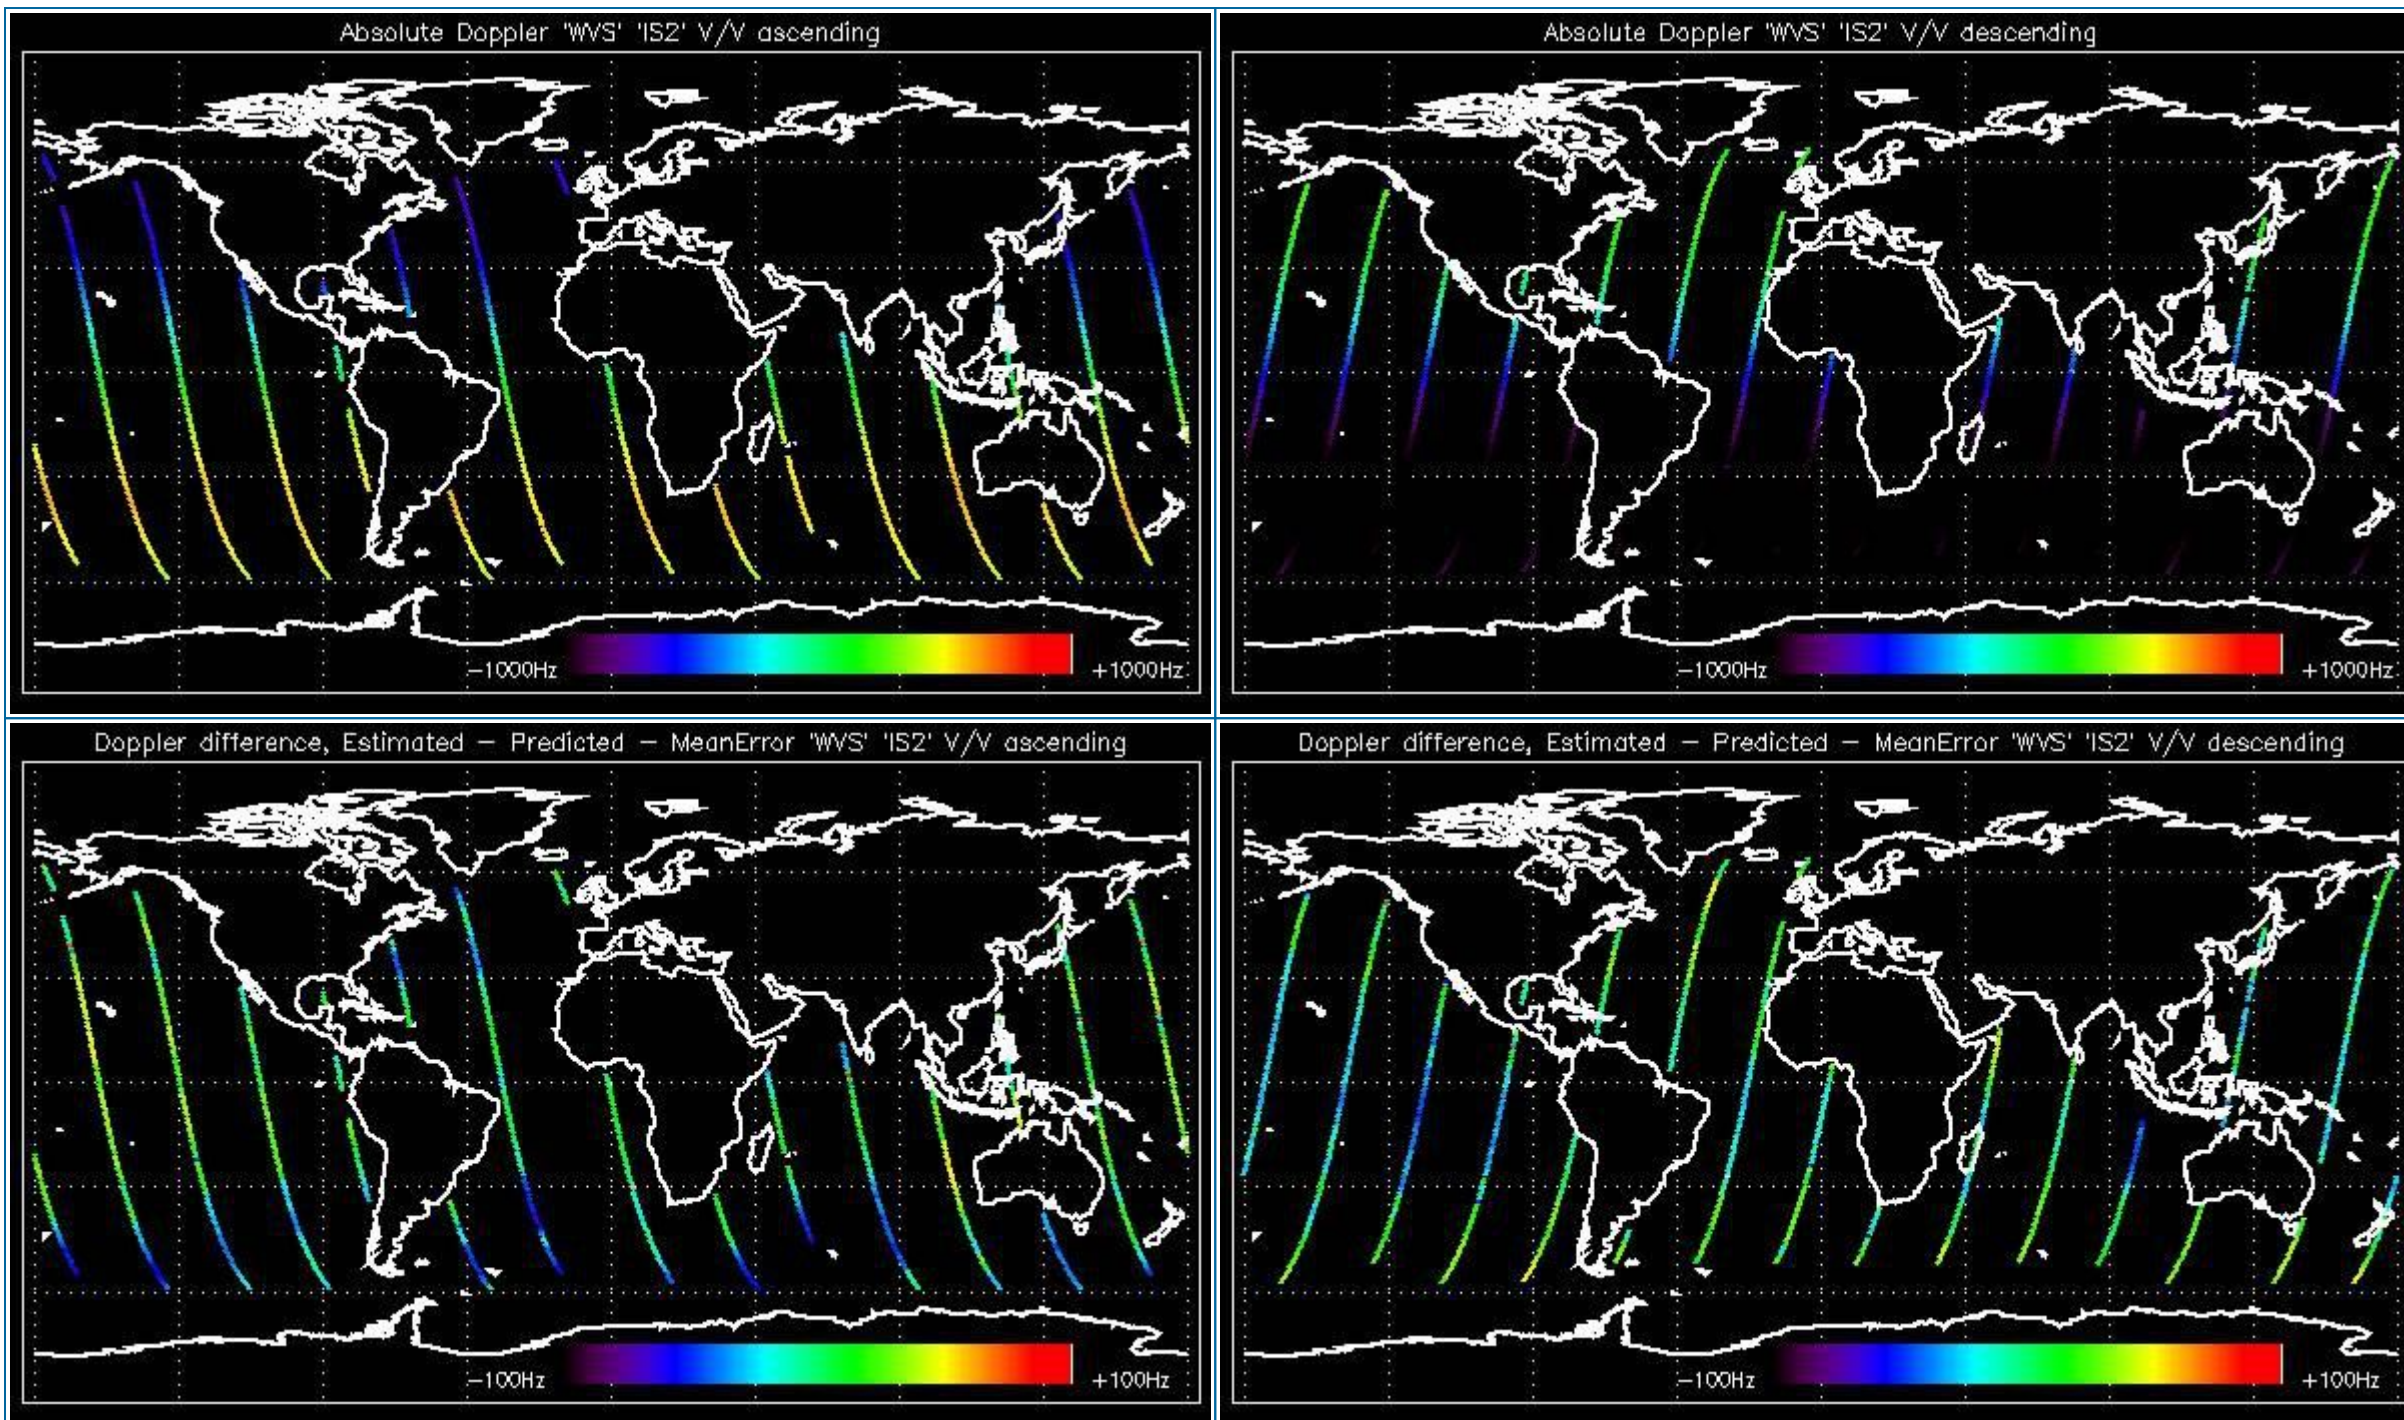 Absolute Doppler 'WVS' 'IS2' V/V ascending
-1000Hz
+1000Hz
Absolute Doppler 'WVS' 'IS2' V/V descending
-1000Hz
+1000Hz
Doppler difference, Estimated - Predicted - MeanError 'WVS' 'IS2' V/V ascending
-100Hz
+100Hz
Doppler difference, Estimated - Predicted - MeanError 'WVS' 'IS2' V/V descending
-100Hz
+100Hz